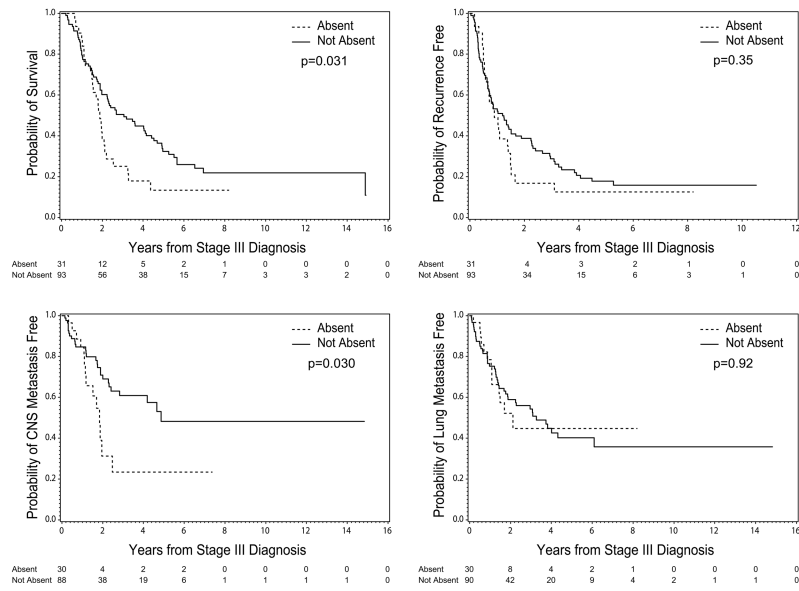 Probability of Survival
1.0
0.8
0.6
0.4
0.2
0.0
Absent
Not Absent
p=0.031
0 2 4 6 8 10 12 14 16
Years from Stage III Diagnosis
Absent 31 12 5 2 1 0 0 0 0
Not Absent 93 56 38 15 7 3 3 2 0
Probability of Recurrence Free
1.0
0.8
0.6
0.4
0.2
0.0
Absent
Not Absent
p=0.35
0 2 4 6 8 10 12
Years from Stage III Diagnosis
Absent 31 4 3 2 1 0 0
Not Absent 93 34 15 6 3 1 0
Probability of CNS Metastasis Free
1.0
0.8
0.6
0.4
0.2
0.0
Absent
Not Absent
p=0.030
0 2 4 6 8 10 12 14 16
Years from Stage III Diagnosis
Absent 30 4 2 2 0 0 0 0 0
Not Absent 88 38 19 6 1 1 1 1 0
Probability of Lung Metastasis Free
1.0
0.8
0.6
0.4
0.2
0.0
Absent
Not Absent
p=0.92
0 2 4 6 8 10 12 14 16
Years from Stage III Diagnosis
Absent 30 8 4 2 1 0 0 0 0
Not Absent 90 42 20 9 4 2 1 1 0